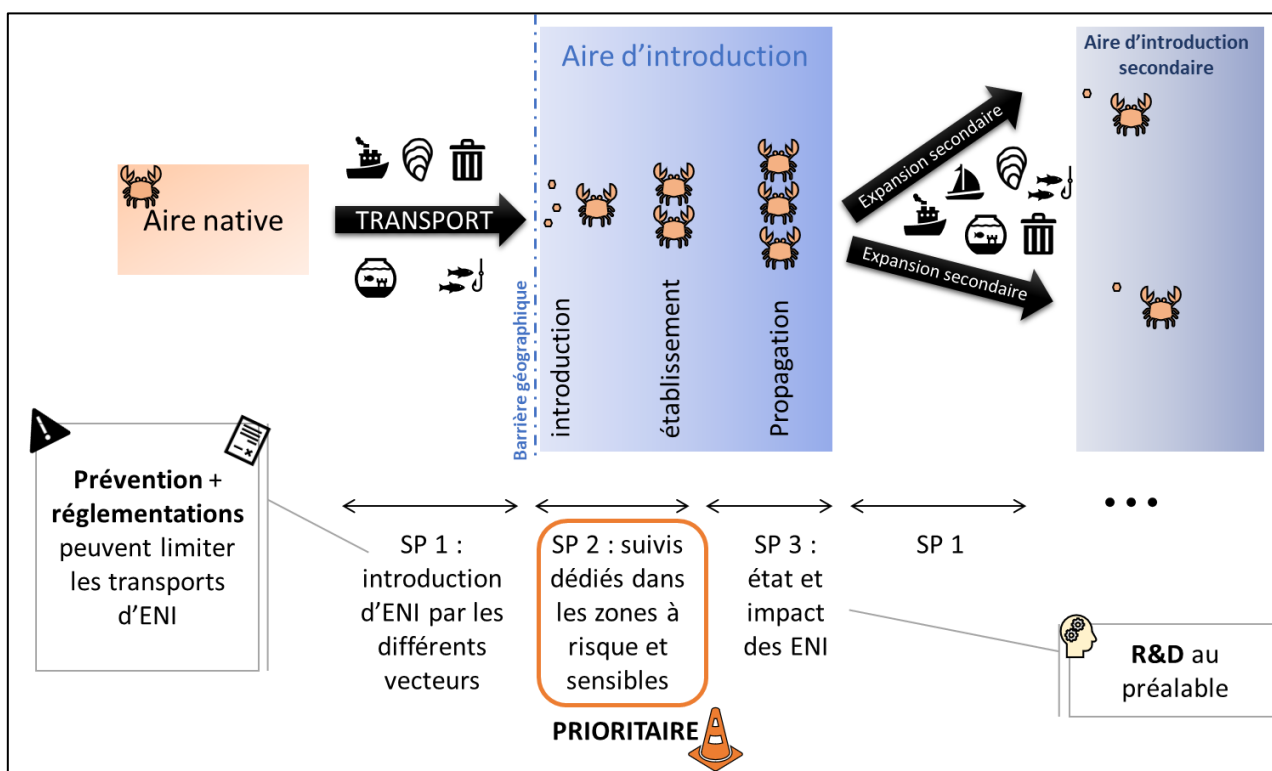 Aire native
TRANSPORT
Barrière géographique
Aire d'introduction
introduction
établissement
Propagation
Expansion secondaire
Expansion secondaire
Aire d'introduction
secondaire
Prévention +
réglementations
peuvent limiter
les transports
d'ENI
SP 1 :
introduction
d'ENI par les
différents
vecteurs
SP 2 : suivis
dédiés dans
les zones à
risque et
sensibles
PRIORITAIRE
SP 3 :
état et
impact
des ENI
SP 1
• • •
R&D au
préalable